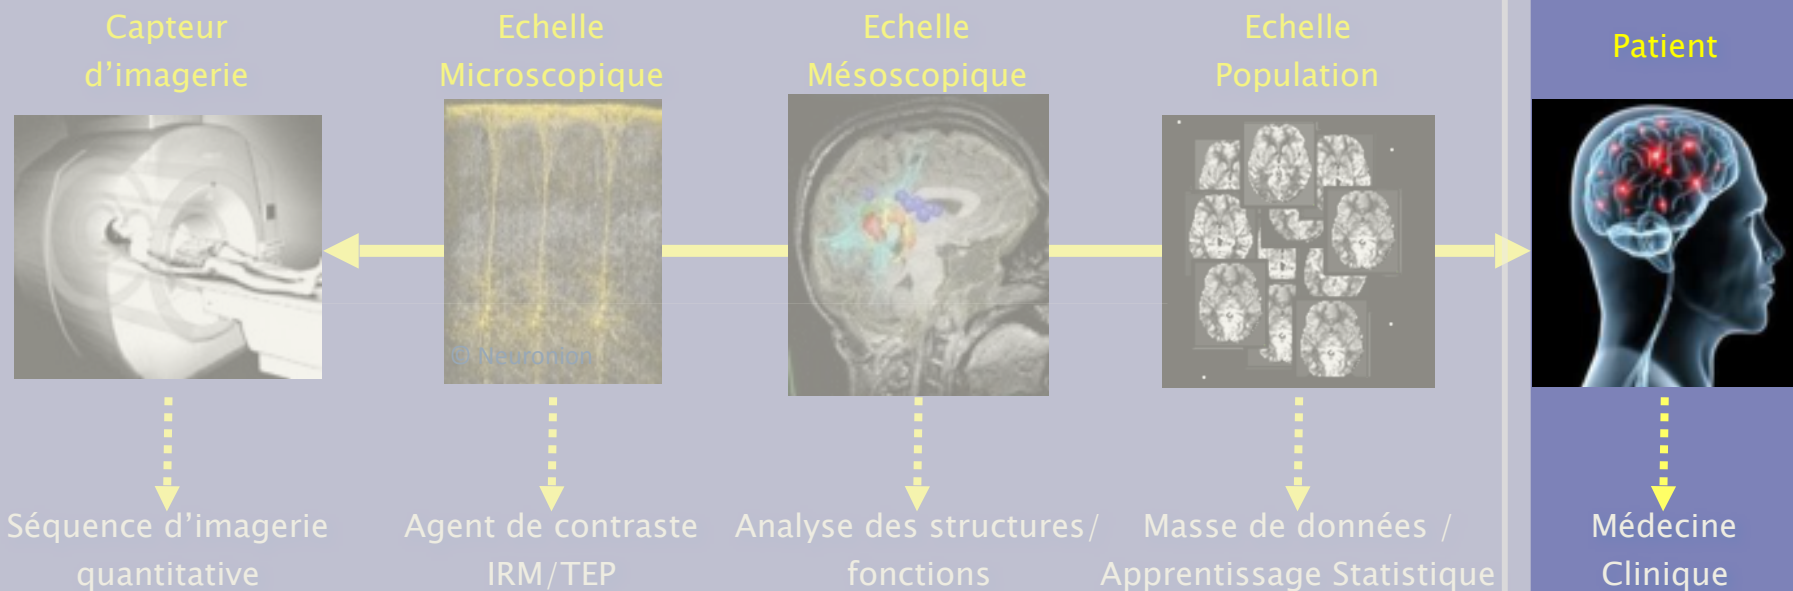 Capteur
d’imagerie
Echelle
Microscopique
Echelle
Mésoscopique
Echelle
Population
Patient
© Neuronipn
Séquence d’imagerie
quantitative
Agent de contraste
IRM/TEP
Analyse des structures/
fonctions
Masse de données /
Apprentissage Statistique
Médecine
Clinique